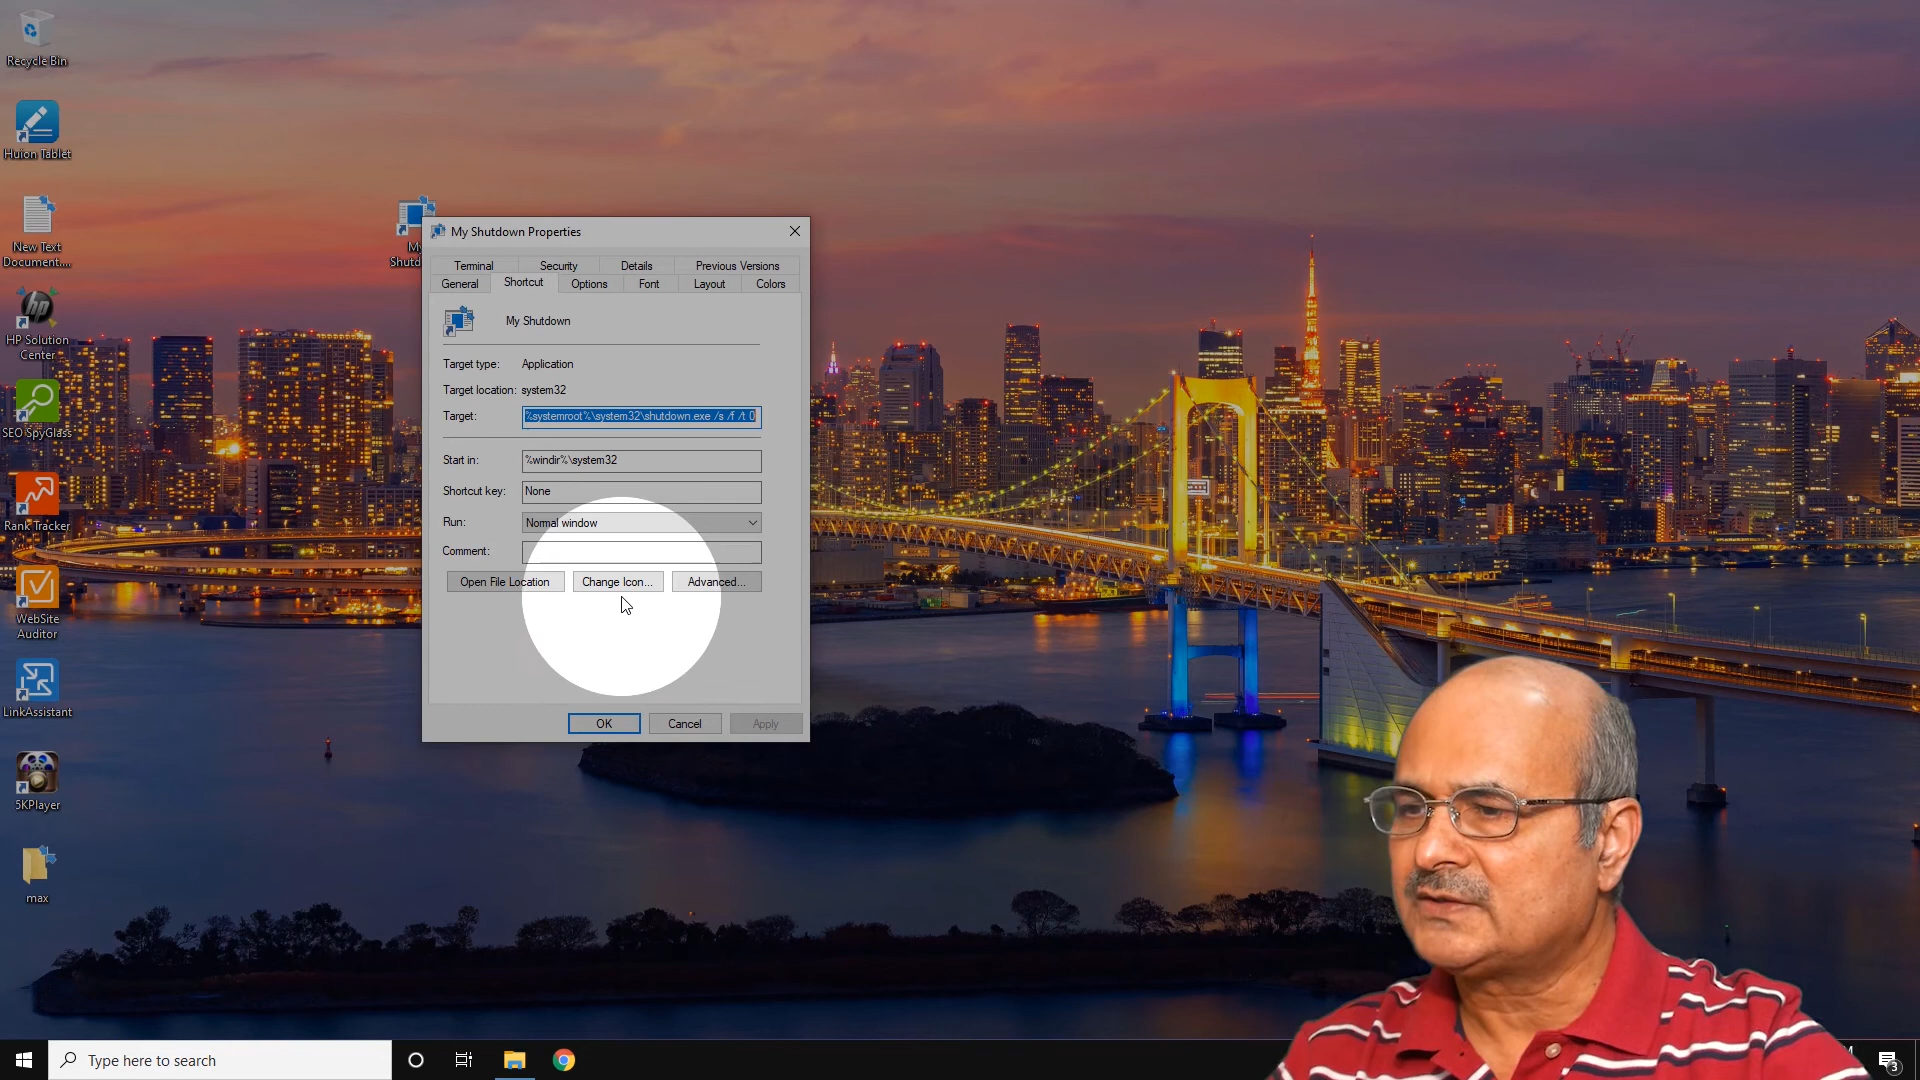 Recycle Bin
Huion Tablet
New Text
Document....
HP Solution
Center
SEO SpyGlass
Rank Tracker
WebSite
Auditor
LinkAssistant
5KPlayer
max
My
My Shutdown Properties
Terminal Security Details Previous Versions
General Shortcut Options Font Layout Colors
My Shutdown
Target type: Application
Target location: system32
Target: %systemroot%\system32\shutdown.exe /s /f /t 0
Start in: %windir%\system32
Shortcut key: None
Run: Normal window
Comment:
Open File Location Change Icon... Advanced...
OK Cancel Apply
Type here to search
3